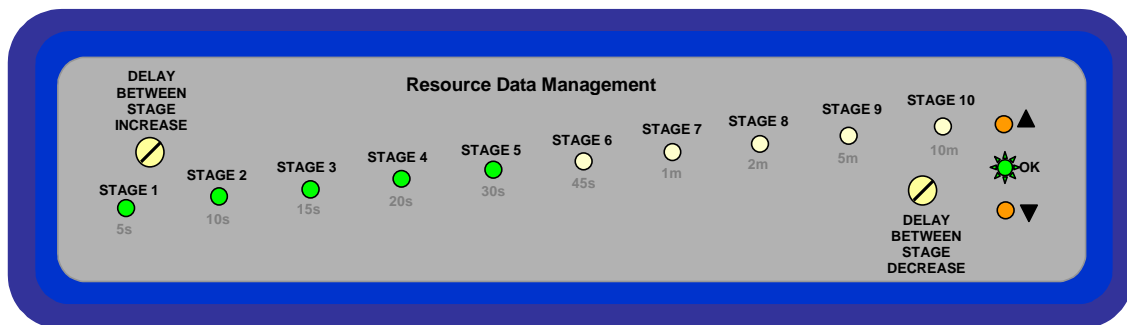 Resource Data Management
DELAY
BETWEEN
STAGE
INCREASE
STAGE 1
5s
STAGE 2
10s
STAGE 3
15s
STAGE 4
20s
STAGE 5
30s
STAGE 6
45s
STAGE 7
1m
STAGE 8
2m
STAGE 9
5m
STAGE 10
10m
OK
DELAY
BETWEEN
STAGE
DECREASE